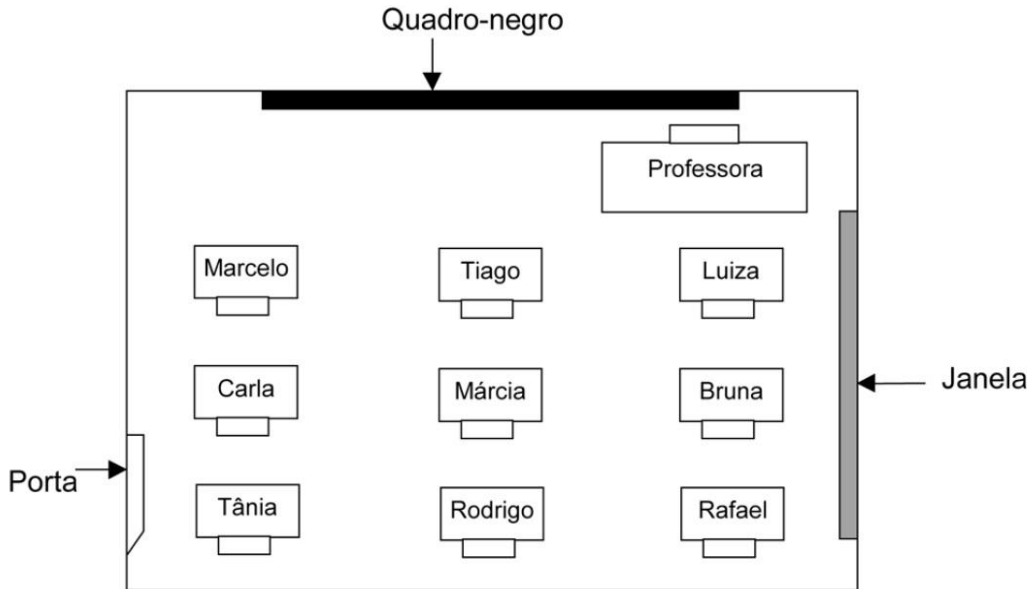 Quadro-negro
Professora
Marcelo
Tiago
Luiza
Carla
Márcia
Bruna
Janela
Porta
Tânia
Rodrigo
Rafael